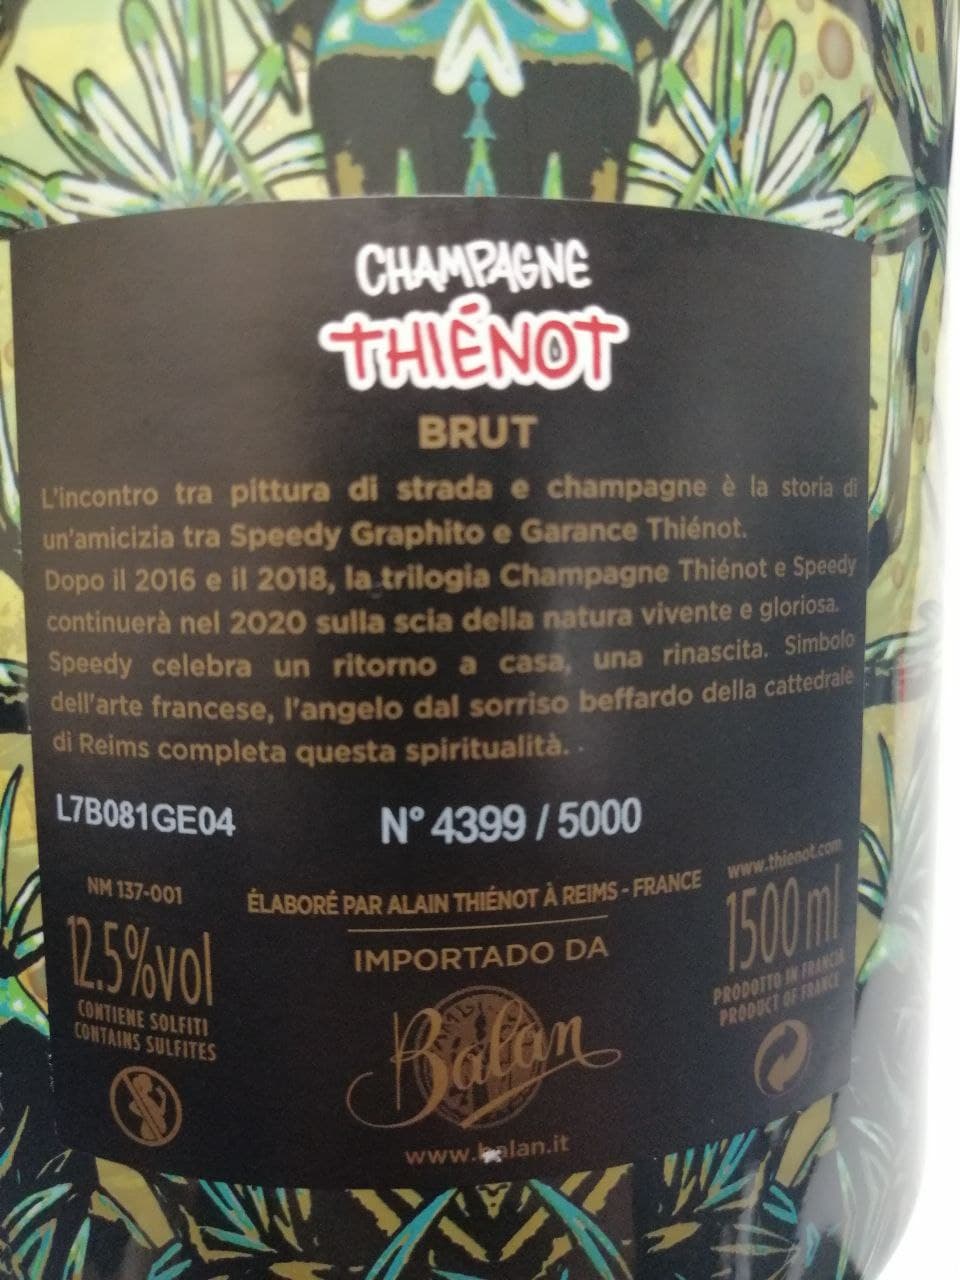 CHAMPAGNE
THIÉNOT
BRUT
L'incontro tra pittura di strada e champagne è la storia di
un'amicizia tra Speedy Graphito e Garance Thiénot.
Dopo il 2016 e il 2018, la trilogia Champagne Thiénot e Speedy
continuerà nel 2020 sulla scia della natura vivente e gloriosa.
Speedy celebra un ritorno a casa, una rinascita. Simbolo
dell'arte francese, l'angelo dal sorriso beffardo della cattedrale
di Reims completa questa spiritualità.
L7B081GE04
N° 4399 / 5000
NM 137-001
12.5%vol
CONTIENE SOLFITI
CONTAINS SULFITES
ÉLABORÉ PAR ALAIN THIÉNOT À REIMS - FRANCE
IMPORTADO DA
Balan
www.balan.it
www.thienot.com
1500 ml
PRODOTTO IN FRANCIA
PRODUCT OF FRANCE